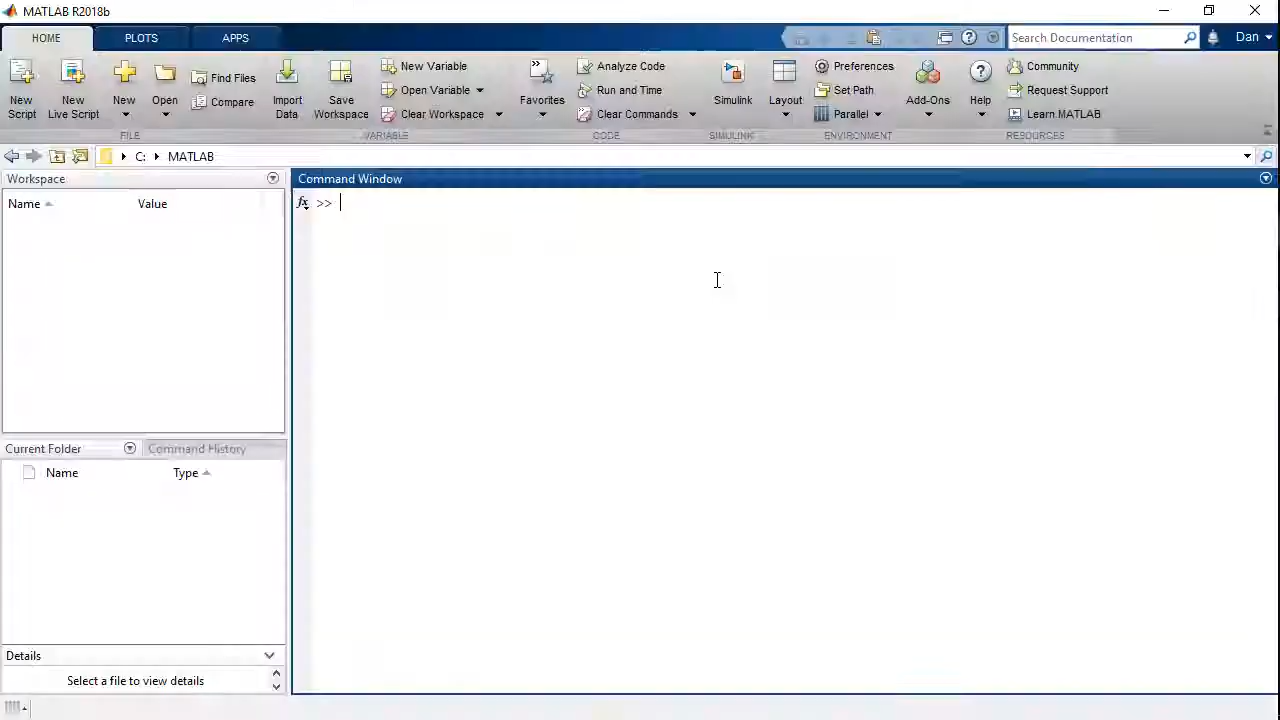 MATLAB R2018b
HOME PLOTS APPS
Search Documentation
Dan
New Script
New Live Script
New
Open
Find Files
Compare
Import Data
Save Workspace
New Variable
Open Variable
Clear Workspace
Favorites
Analyze Code
Run and Time
Clear Commands
Simulink
Layout
Preferences
Set Path
Parallel
Add-Ons
Help
Community
Request Support
Learn MATLAB
FILE VARIABLE CODE SIMULINK ENVIRONMENT RESOURCES
C: MATLAB
Workspace
Name Value
Command Window
fx >>
Current Folder Command History
Name Type
Details
Select a file to view details